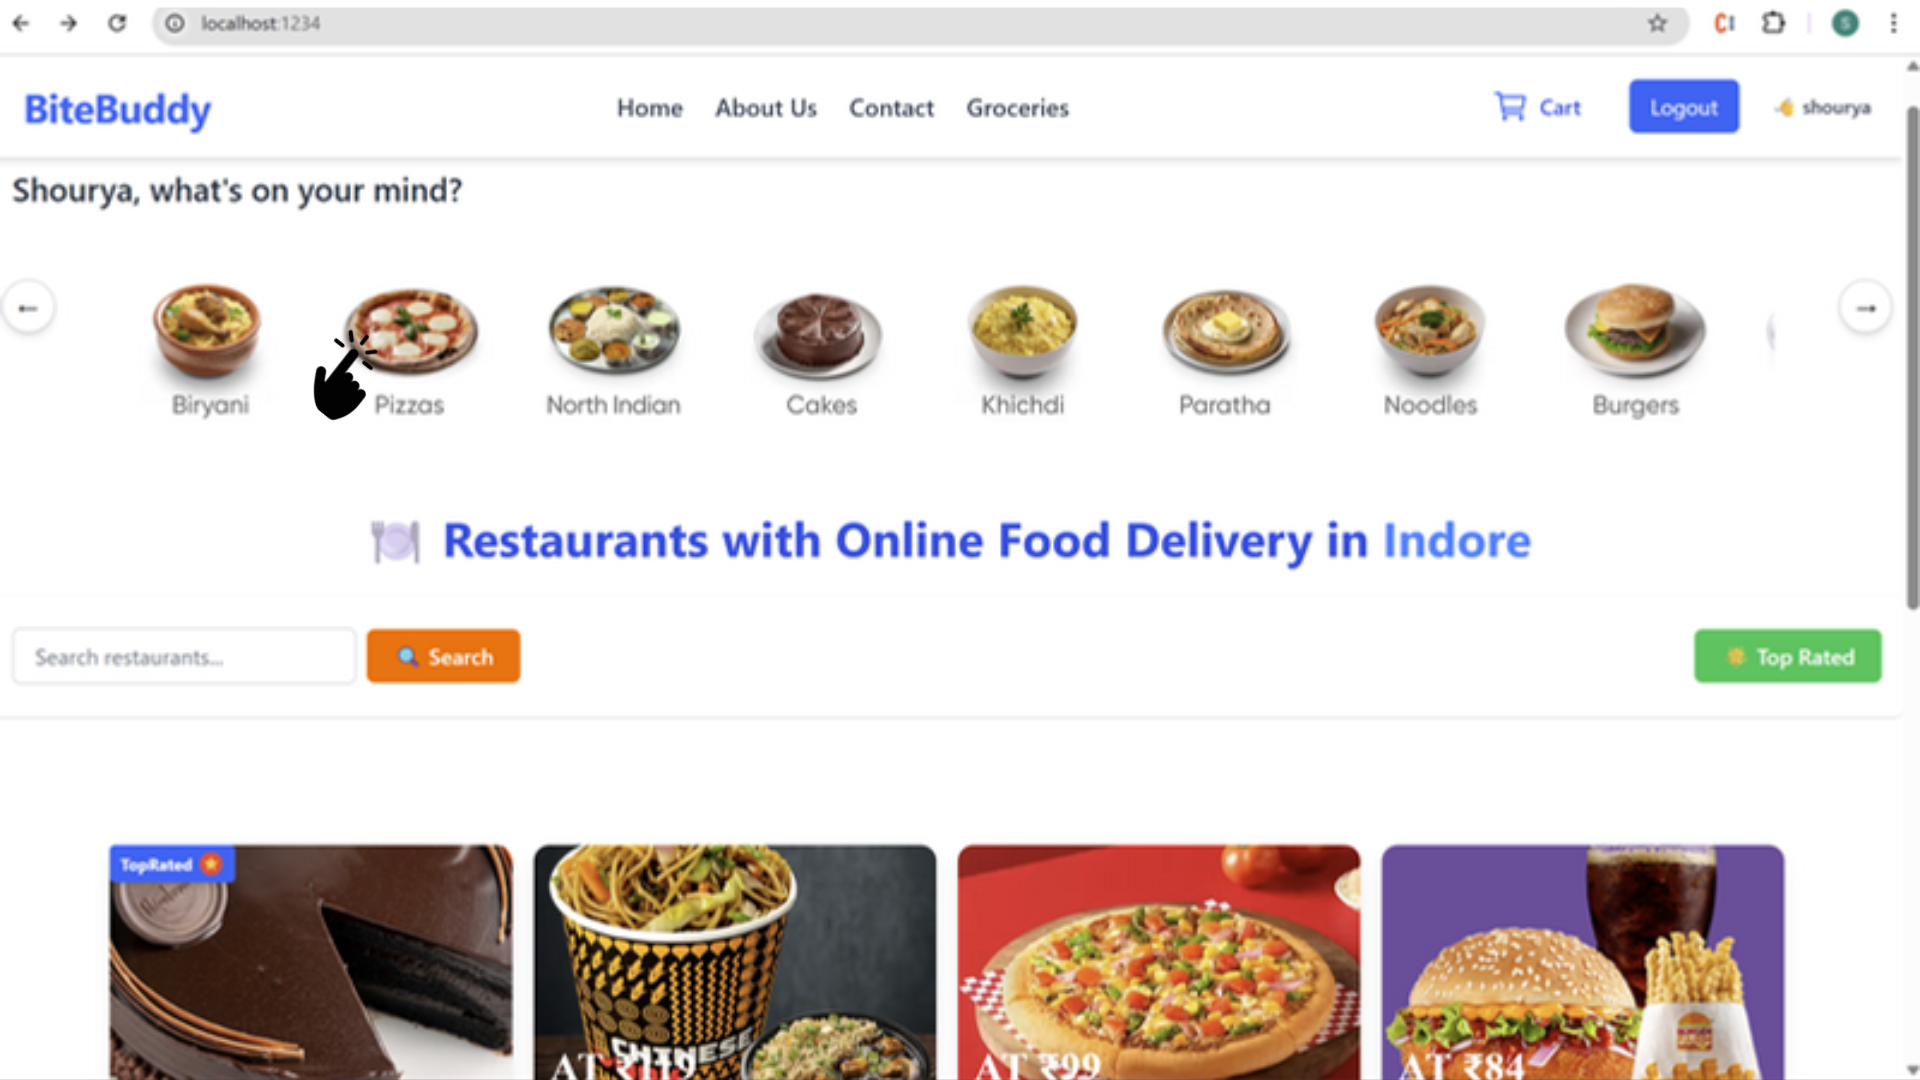 localhost:1234
S
BiteBuddy
Home About Us Contact Groceries
Cart Logout shourya
Shourya, what's on your mind?
Biryani Pizzas North Indian Cakes Khichdi Paratha Noodles Burgers
Restaurants with Online Food Delivery in Indore
Search restaurants... Search Top Rated
TopRated
CHINESE
AT ₹119 AT ₹99 AT ₹84